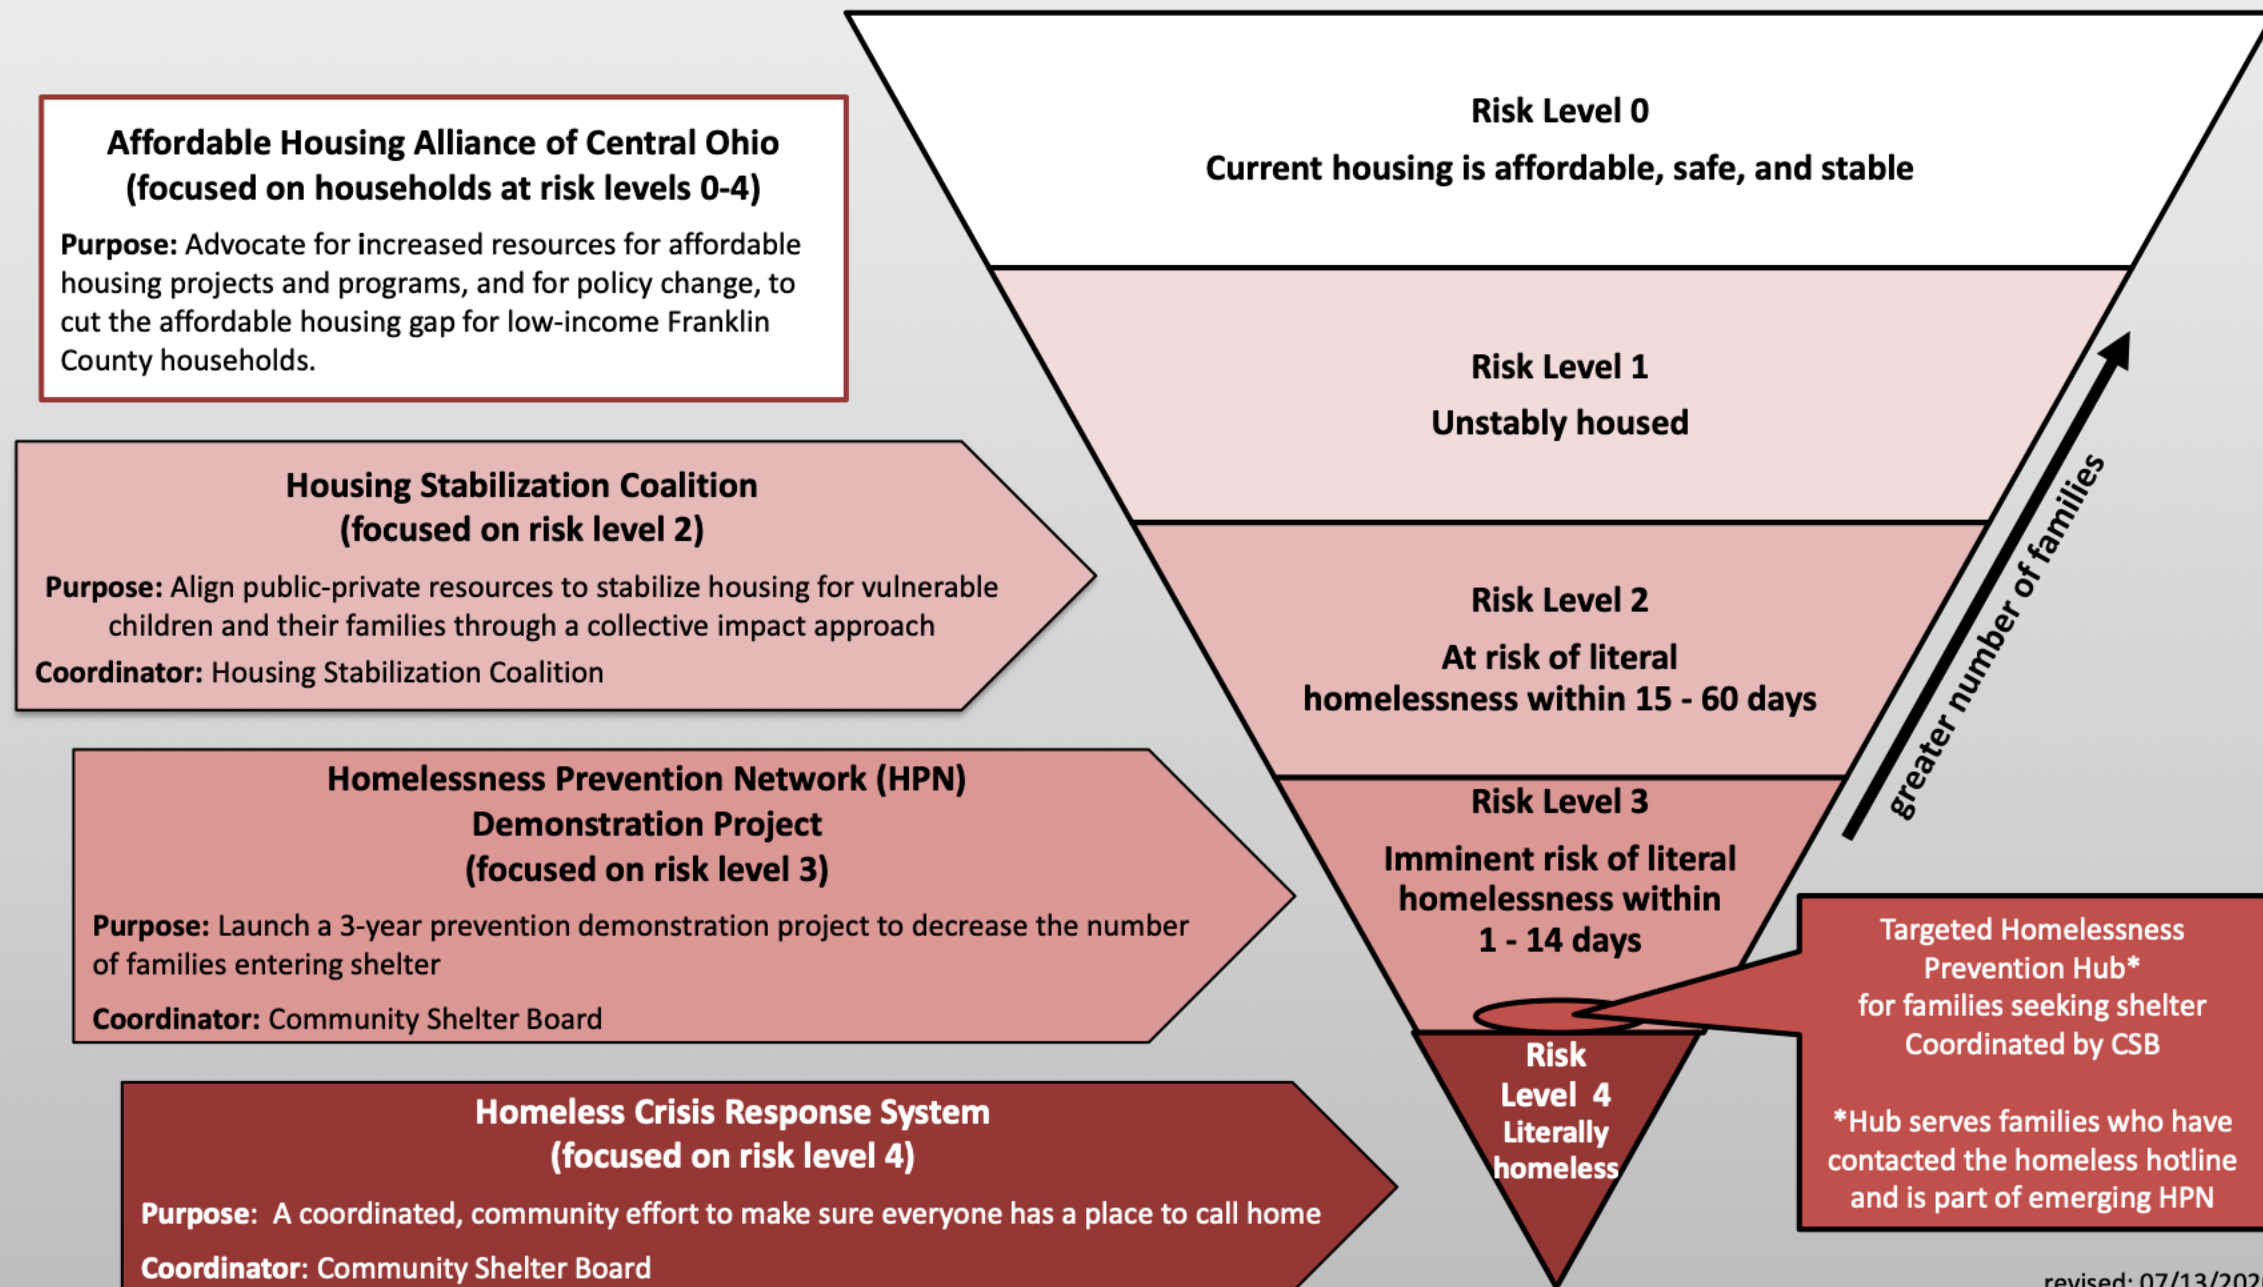 Affordable Housing Alliance of Central Ohio
(focused on households at risk levels 0-4)
Purpose: Advocate for increased resources for affordable
housing projects and programs, and for policy change, to
cut the affordable housing gap for low-income Franklin
County households.
Housing Stabilization Coalition
(focused on risk level 2)
Purpose: Align public-private resources to stabilize housing for vulnerable
children and their families through a collective impact approach
Coordinator: Housing Stabilization Coalition
Homelessness Prevention Network (HPN)
Demonstration Project
(focused on risk level 3)
Purpose: Launch a 3-year prevention demonstration project to decrease the number
of families entering shelter
Coordinator: Community Shelter Board
Homeless Crisis Response System
(focused on risk level 4)
Purpose: A coordinated, community effort to make sure everyone has a place to call home
Coordinator: Community Shelter Board
Risk Level 0
Current housing is affordable, safe, and stable
Risk Level 1
Unstably housed
Risk Level 2
At risk of literal
homelessness within 15 - 60 days
Risk Level 3
Imminent risk of literal
homelessness within
1 - 14 days
Risk
Level 4
Literally
homeless
greater number of families
Targeted Homelessness
Prevention Hub*
for families seeking shelter
Coordinated by CSB
*Hub serves families who have
contacted the homeless hotline
and is part of emerging HPN
revised: